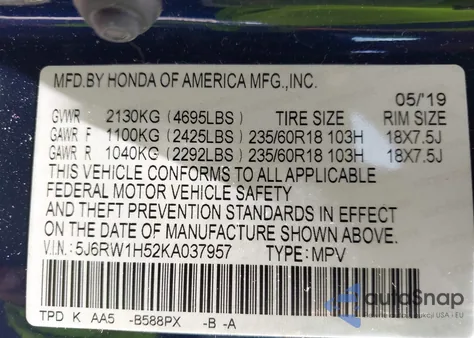 MFD.BY HONDA OF AMERICA MFG.,INC.
05/'19
GVWR 2130KG (4695LBS) TIRE SIZE RIM SIZE
GAWR F 1100KG (2425LBS) 235/60R18 103H 18X7.5J
GAWR R 1040KG (2292LBS) 235/60R18 103H 18X7.5J
THIS VEHICLE CONFORMS TO ALL APPLICABLE
FEDERAL MOTOR VEHICLE SAFETY
AND THEFT PREVENTION STANDARDS IN EFFECT
ON THE DATE OF MANUFACTURE SHOWN ABOVE.
V.I.N: 5J6RW1H52KA037957 TYPE: MPV
TPD K AA5 -B588PX -B -A
autoSnap
aukcji USA i EU